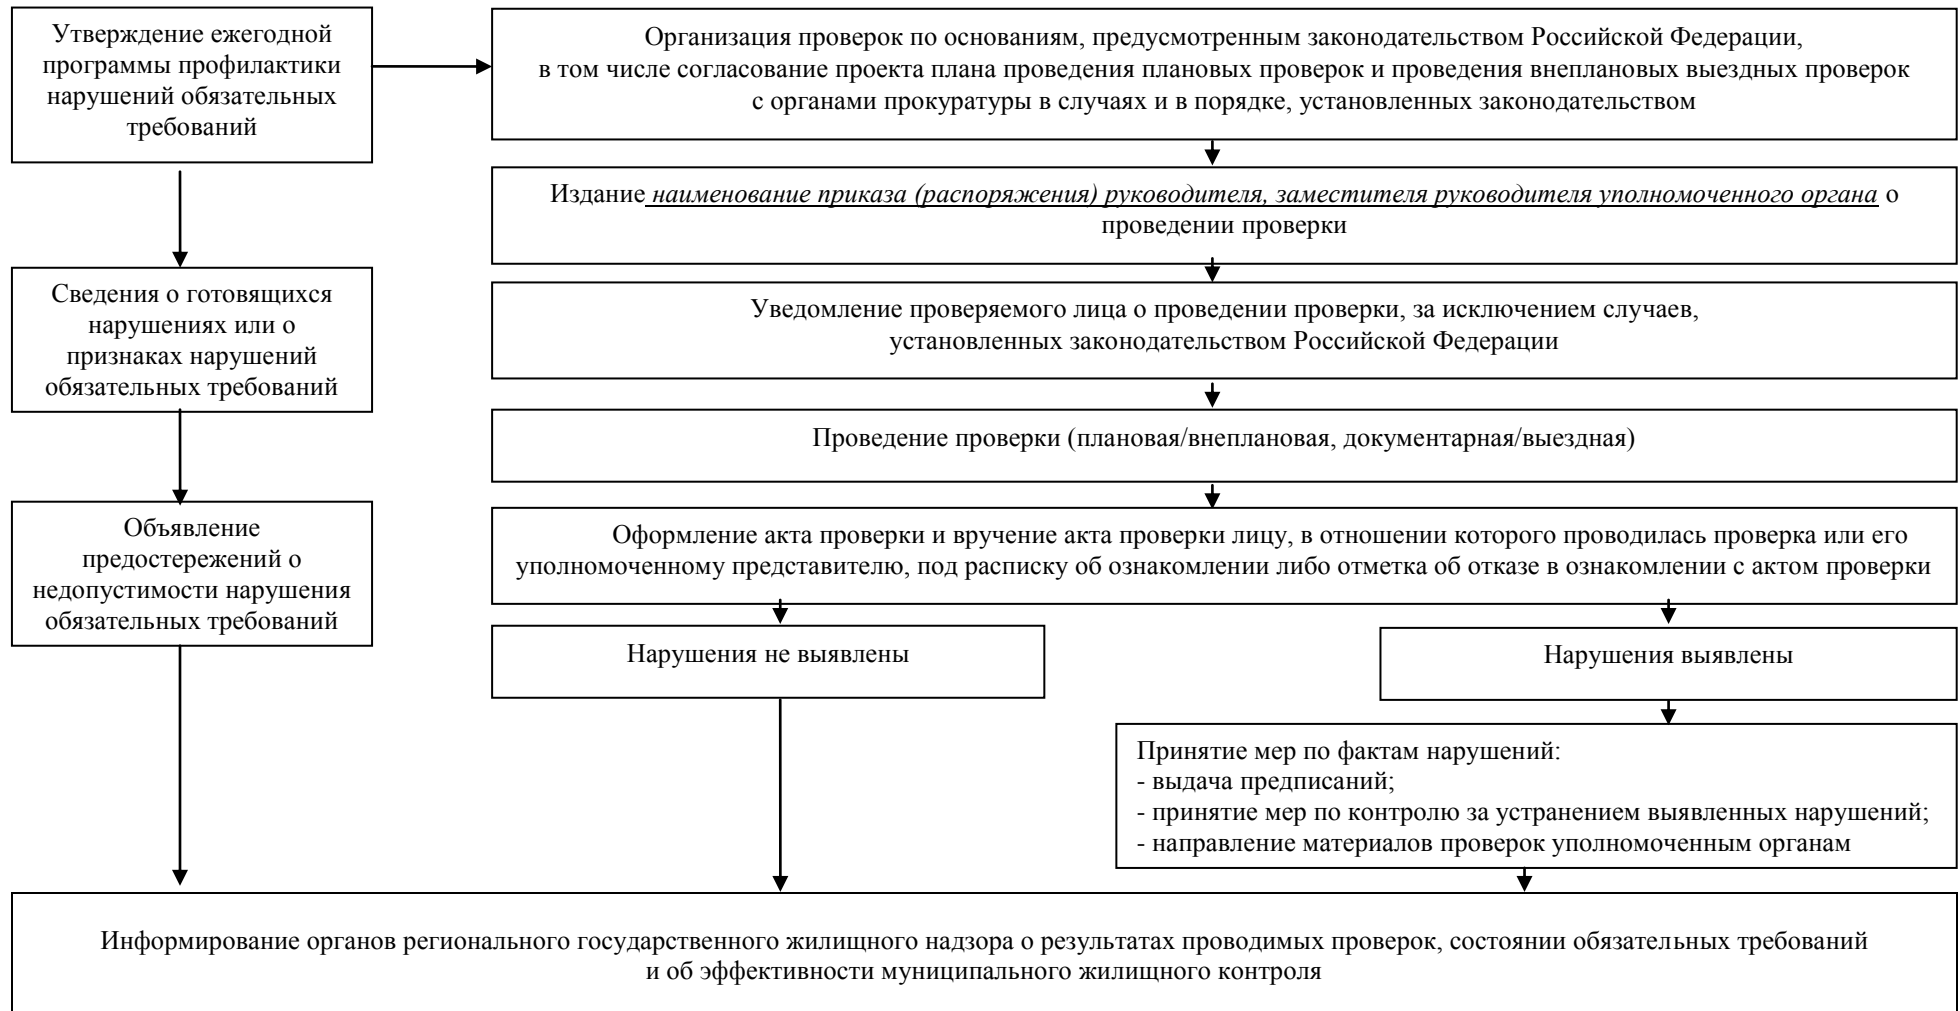 Утверждение ежегодной
программы профилактики
нарушений обязательных
требований
Организация проверок по основаниям, предусмотренным законодательством Российской Федерации,
в том числе согласование проекта плана проведения плановых проверок и проведения внеплановых выездных проверок
с органами прокуратуры в случаях и в порядке, установленных законодательством
Издание наименование приказа (распоряжения) руководителя, заместителя руководителя уполномоченного органа о
проведении проверки
Сведения о готовящихся
нарушениях или о
признаках нарушений
обязательных требований
Уведомление проверяемого лица о проведении проверки, за исключением случаев,
установленных законодательством Российской Федерации
Проведение проверки (плановая/внеплановая, документарная/выездная)
Объявление
предостережений о
недопустимости нарушения
обязательных требований
Оформление акта проверки и вручение акта проверки лицу, в отношении которого проводилась проверка или его
уполномоченному представителю, под расписку об ознакомлении либо отметка об отказе в ознакомлении с актом проверки
Нарушения не выявлены
Нарушения выявлены
Принятие мер по фактам нарушений:
- выдача предписаний;
- принятие мер по контролю за устранением выявленных нарушений;
- направление материалов проверок уполномоченным органам
Информирование органов регионального государственного жилищного надзора о результатах проводимых проверок, состоянии обязательных требований
и об эффективности муниципального жилищного контроля